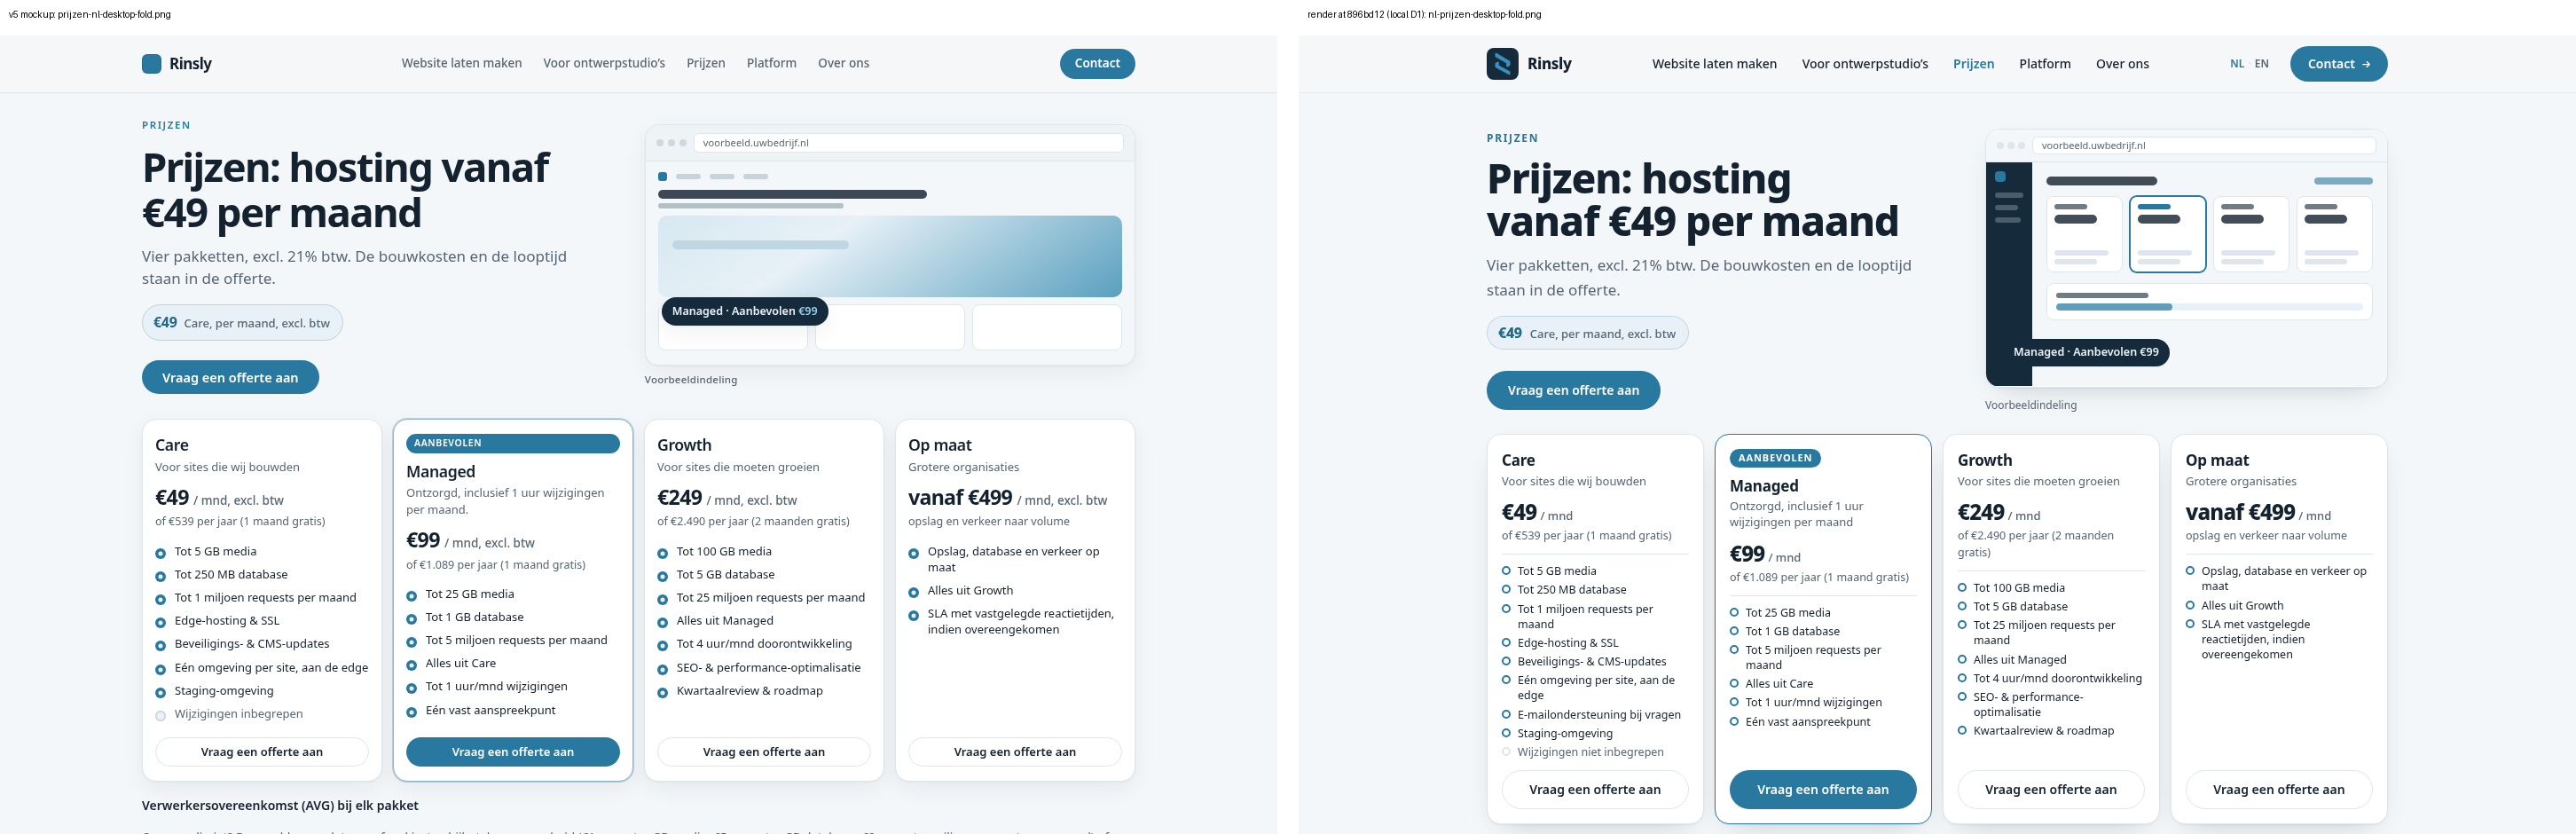 v5 mockup: prijzen-nl-desktop-fold.png
Rinsly
Website laten maken
Voor ontwerpstudio's
Prijzen
Platform
Over ons
Contact
PRIJZEN
Prijzen: hosting vanaf
€49 per maand
Vier pakketten, excl. 21% btw. De bouwkosten en de looptijd
staan in de offerte.
€49 Care, per maand, excl. btw
Vraag een offerte aan
voorbeeld.uwbedrijf.nl
Managed · Aanbevolen €99
Voorbeeldindeling
Care
Voor sites die wij bouwden
€49 / mnd, excl. btw
of €539 per jaar (1 maand gratis)
Tot 5 GB media
Tot 250 MB database
Tot 1 miljoen requests per maand
Edge-hosting & SSL
Beveiligings- & CMS-updates
Eén omgeving per site, aan de edge
Staging-omgeving
Wijzigingen inbegrepen
Vraag een offerte aan
AANBEVOLEN
Managed
Ontzorgd, inclusief 1 uur wijzigingen
per maand.
€99 / mnd, excl. btw
of €1.089 per jaar (1 maand gratis)
Tot 25 GB media
Tot 1 GB database
Tot 5 miljoen requests per maand
Alles uit Care
Tot 1 uur/mnd wijzigingen
Eén vast aanspreekpunt
Vraag een offerte aan
Growth
Voor sites die moeten groeien
€249 / mnd, excl. btw
of €2.490 per jaar (2 maanden gratis)
Tot 100 GB media
Tot 5 GB database
Tot 25 miljoen requests per maand
Alles uit Managed
Tot 4 uur/mnd doorontwikkeling
SEO- & performance-optimalisatie
Kwartaalreview & roadmap
Vraag een offerte aan
Op maat
Grotere organisaties
vanaf €499 / mnd, excl. btw
opslag en verkeer naar volume
Opslag, database en verkeer op
maat
Alles uit Growth
SLA met vastgelegde reactietijden,
indien overeengekomen
Vraag een offerte aan
Verwerkersovereenkomst (AVG) bij elk pakket
render at 896bd12 (local D1): nl-prijzen-desktop-fold.png
Rinsly
Website laten maken
Voor ontwerpstudio's
Prijzen
Platform
Over ons
NL · EN
Contact →
PRIJZEN
Prijzen: hosting
vanaf €49 per maand
Vier pakketten, excl. 21% btw. De bouwkosten en de looptijd
staan in de offerte.
€49 Care, per maand, excl. btw
Vraag een offerte aan
voorbeeld.uwbedrijf.nl
Managed · Aanbevolen €99
Voorbeeldindeling
Care
Voor sites die wij bouwden
€49 / mnd
of €539 per jaar (1 maand gratis)
Tot 5 GB media
Tot 250 MB database
Tot 1 miljoen requests per
maand
Edge-hosting & SSL
Beveiligings- & CMS-updates
Eén omgeving per site, aan de
edge
E-mailondersteuning bij vragen
Staging-omgeving
Wijzigingen niet inbegrepen
Vraag een offerte aan
AANBEVOLEN
Managed
Ontzorgd, inclusief 1 uur
wijzigingen per maand
€99 / mnd
of €1.089 per jaar (1 maand gratis)
Tot 25 GB media
Tot 1 GB database
Tot 5 miljoen requests per
maand
Alles uit Care
Tot 1 uur/mnd wijzigingen
Eén vast aanspreekpunt
Vraag een offerte aan
Growth
Voor sites die moeten groeien
€249 / mnd
of €2.490 per jaar (2 maanden
gratis)
Tot 100 GB media
Tot 5 GB database
Tot 25 miljoen requests per
maand
Alles uit Managed
Tot 4 uur/mnd doorontwikkeling
SEO- & performance-
optimalisatie
Kwartaalreview & roadmap
Vraag een offerte aan
Op maat
Grotere organisaties
vanaf €499 / mnd
opslag en verkeer naar volume
Opslag, database en verkeer op
maat
Alles uit Growth
SLA met vastgelegde
reactietijden, indien
overeengekomen
Vraag een offerte aan